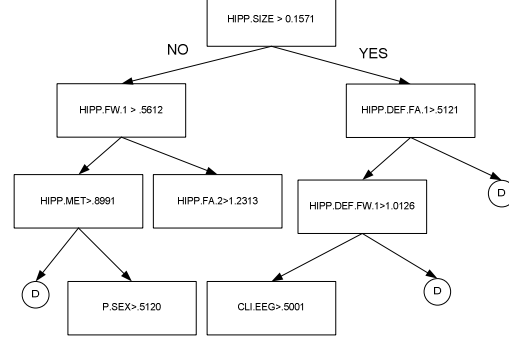 HIPP.SIZE > 0.1571
NO
YES
HIPP.FW.1 > .5612
HIPP.DEF.FA.1>.5121
HIPP.MET>.8991
HIPP.FA.2>1.2313
HIPP.DEF.FW.1>1.0126
D
D
P.SEX>.5120
CLI.EEG>.5001
D